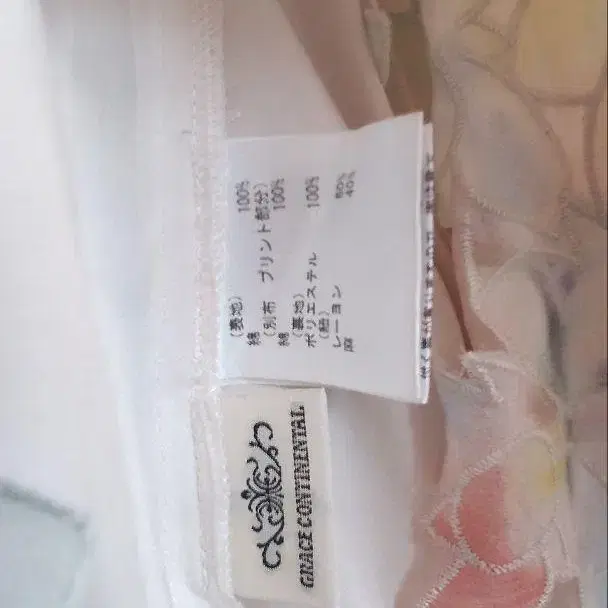 (表地)
綿 100%
(別布 プリント部分)
綿 100%
(裏地)
ポリエステル 100%
(紐)
レーヨン 60%
麻 40%
GRACE CONTINENTAL